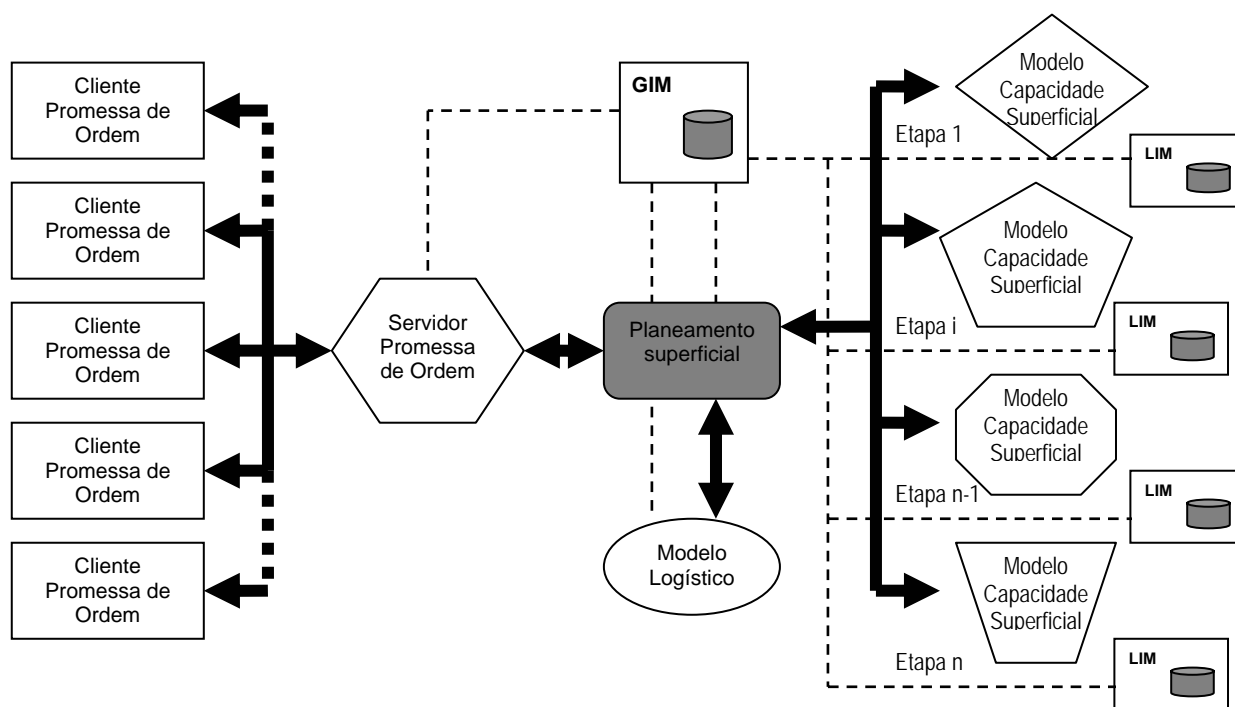 Cliente
Promessa de
Ordem
Cliente
Promessa de
Ordem
Cliente
Promessa de
Ordem
Cliente
Promessa de
Ordem
Cliente
Promessa de
Ordem
Servidor
Promessa
de Ordem
GIM
Planeamento
superficial
Modelo
Logístico
Modelo
Capacidade
Superficial
Etapa 1
LIM
Modelo
Capacidade
Superficial
Etapa i
LIM
Modelo
Capacidade
Superficial
Etapa n-1
LIM
Modelo
Capacidade
Superficial
Etapa n
LIM